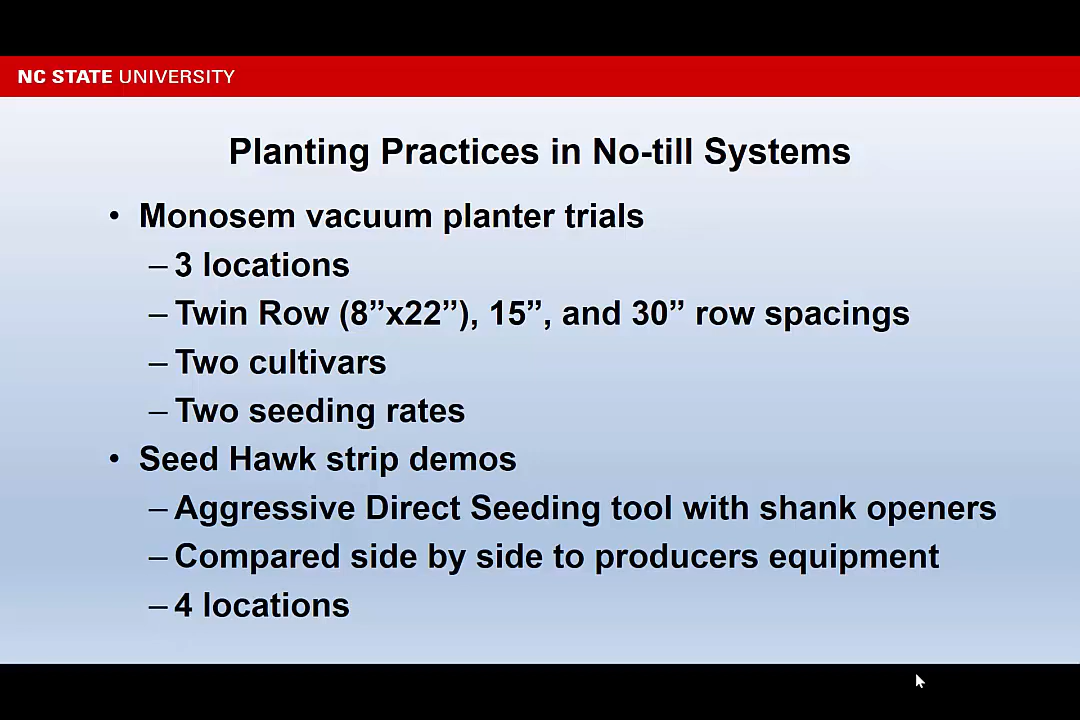 NC STATE UNIVERSITY
Planting Practices in No-till Systems
• Monosem vacuum planter trials
– 3 locations
– Twin Row (8”x22”), 15”, and 30” row spacings
– Two cultivars
– Two seeding rates
• Seed Hawk strip demos
– Aggressive Direct Seeding tool with shank openers
– Compared side by side to producers equipment
– 4 locations